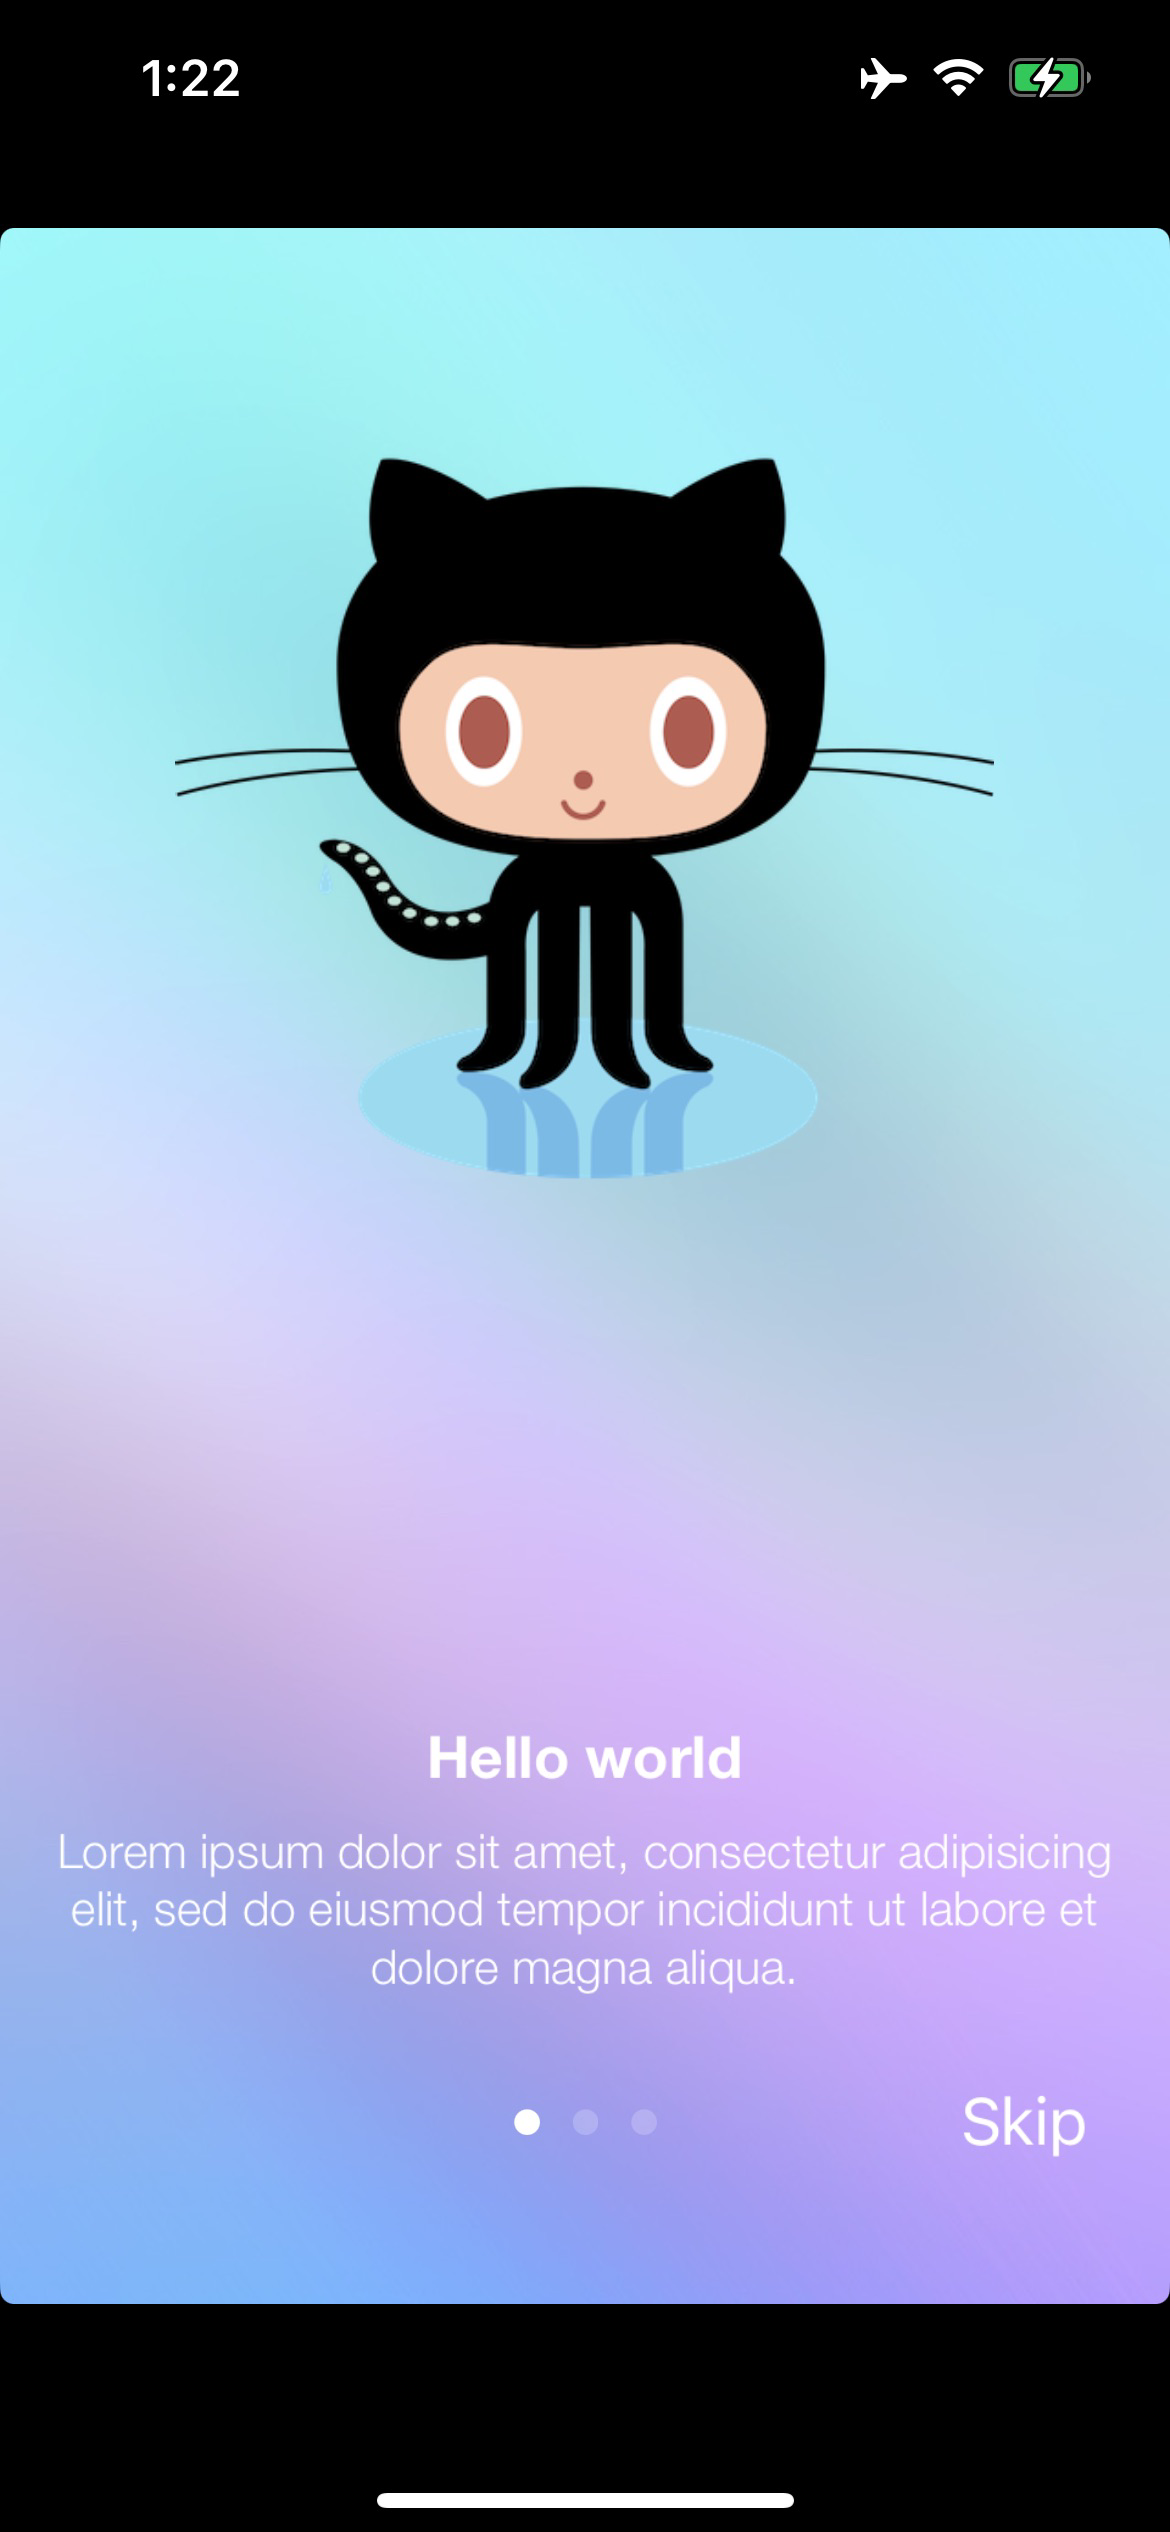 1:22
Hello world
Lorem ipsum dolor sit amet, consectetur adipisicing
elit, sed do eiusmod tempor incididunt ut labore et
dolore magna aliqua.
Skip